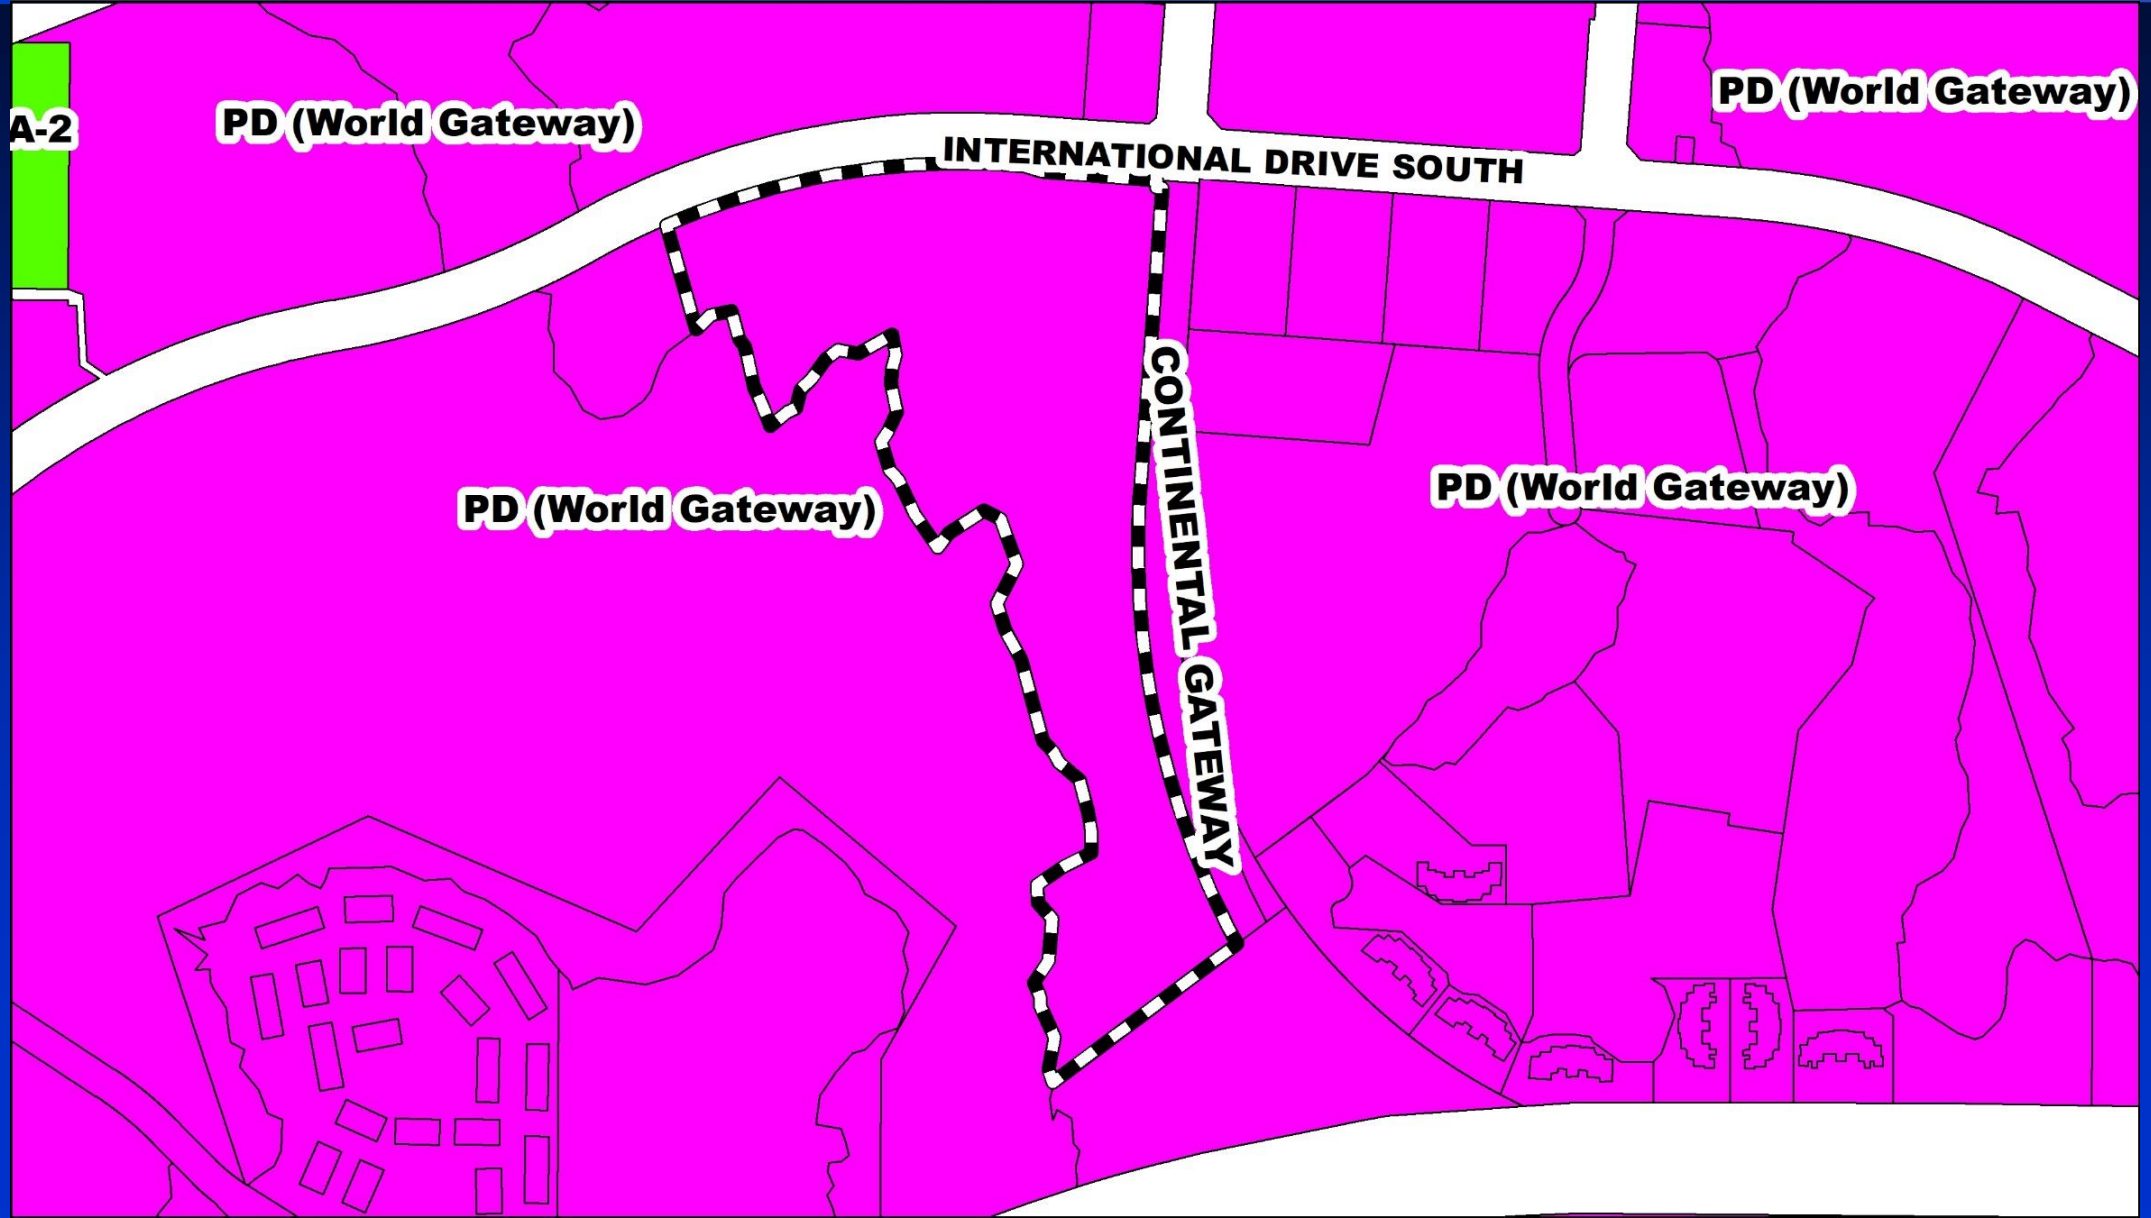 PD (World Gateway)
A-2
PD (World Gateway)
INTERNATIONAL DRIVE SOUTH
CONTINENTAL GATEWAY
PD (World Gateway)
PD (World Gateway)